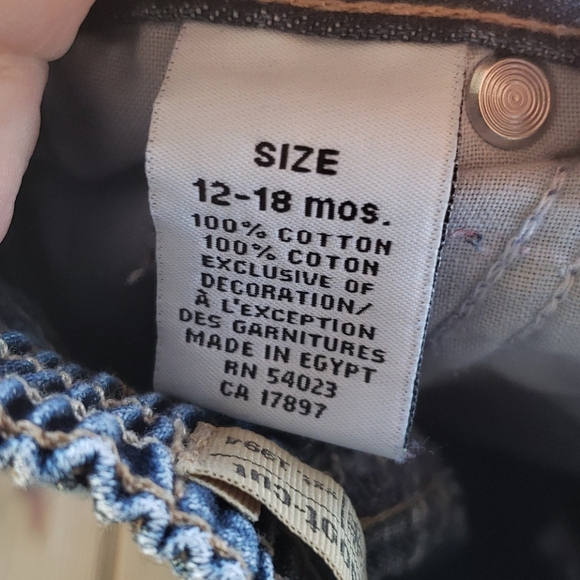 SIZE
12-18 mos.
100% COTTON
100% COTON
EXCLUSIVE OF
DECORATION/
À L'EXCEPTION
DES GARNITURES
MADE IN EGYPT
RN 54023
CA 17897